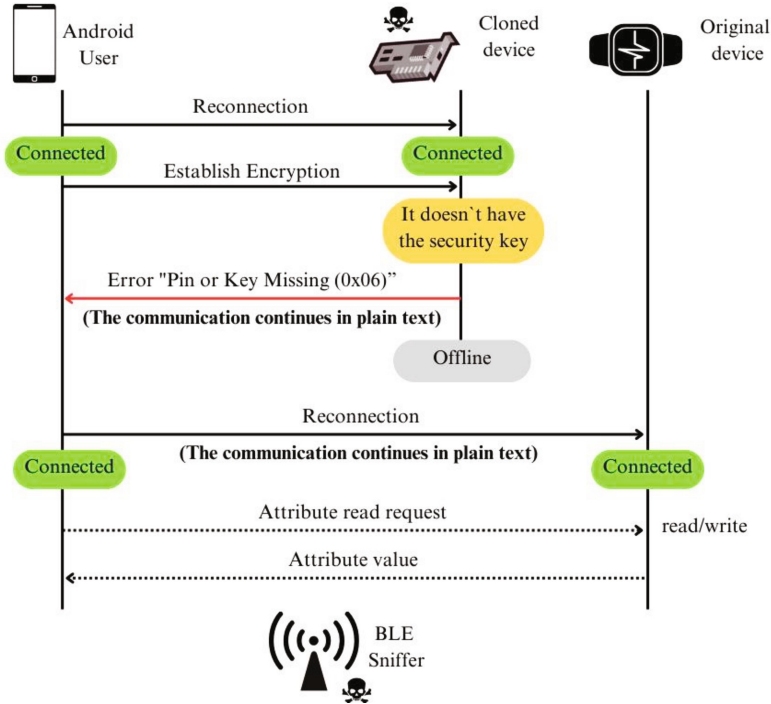 Android
User
Cloned
device
Original
device
Reconnection
Connected
Connected
Establish Encryption
It doesn`t have
the security key
Error "Pin or Key Missing (0x06)”
(The communication continues in plain text)
Offline
Reconnection
(The communication continues in plain text)
Connected
Connected
Attribute read request
read/write
Attribute value
BLE
Sniffer